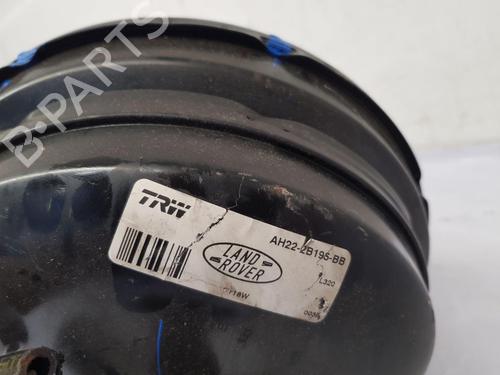 B-PARTS
TRW
AH22-2B195-BB
LAND
ROVER
L320